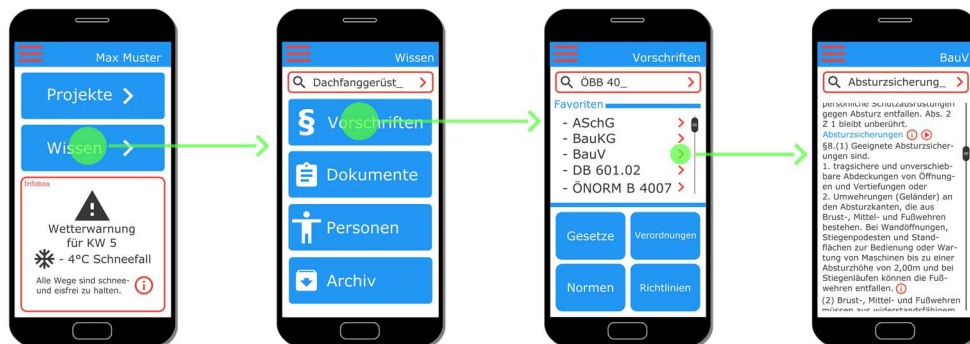 Max Muster
Projekte
Wissen
Infobox
Wetterwarnung
für KW 5
- 4°C Schneefall
Alle Wege sind schnee-
und eisfrei zu halten.
Wissen
Dachfanggerüst_
§ Vorschriften
Dokumente
Personen
Archiv
Vorschriften
ÖBB 40_
Favoriten
- ASchG
- BauKG
- BauV
- DB 601.02
- ÖNORM B 4007
Gesetze
Verordnungen
Normen
Richtlinien
BauV
Absturzsicherung_
persönliche Schutzausrüstungen
gegen Absturz entfallen. Abs. 2
Z 1 bleibt unberührt.
Absturzsicherungen
§8.(1) Geeignete Absturzsicher-
ungen sind.
1. tragsichere und unverschieb-
bare Abdeckungen von Öffnung-
en und Vertiefungen oder
2. Umwehrungen (Geländer) an
den Absturzkanten, die aus
Brust-, Mittel- und Fußwehren
bestehen. Bei Wandöffnungen,
Stiegenpodesten und Stand-
flächen zur Bedienung oder War-
tung von Maschinen bis zu einer
Absturzhöhe von 2,00m und bei
Stiegenläufen können die Fuß-
wehren entfallen.
(2) Brust-, Mittel- und Fußwehren
müssen aus widerstandsfähigem